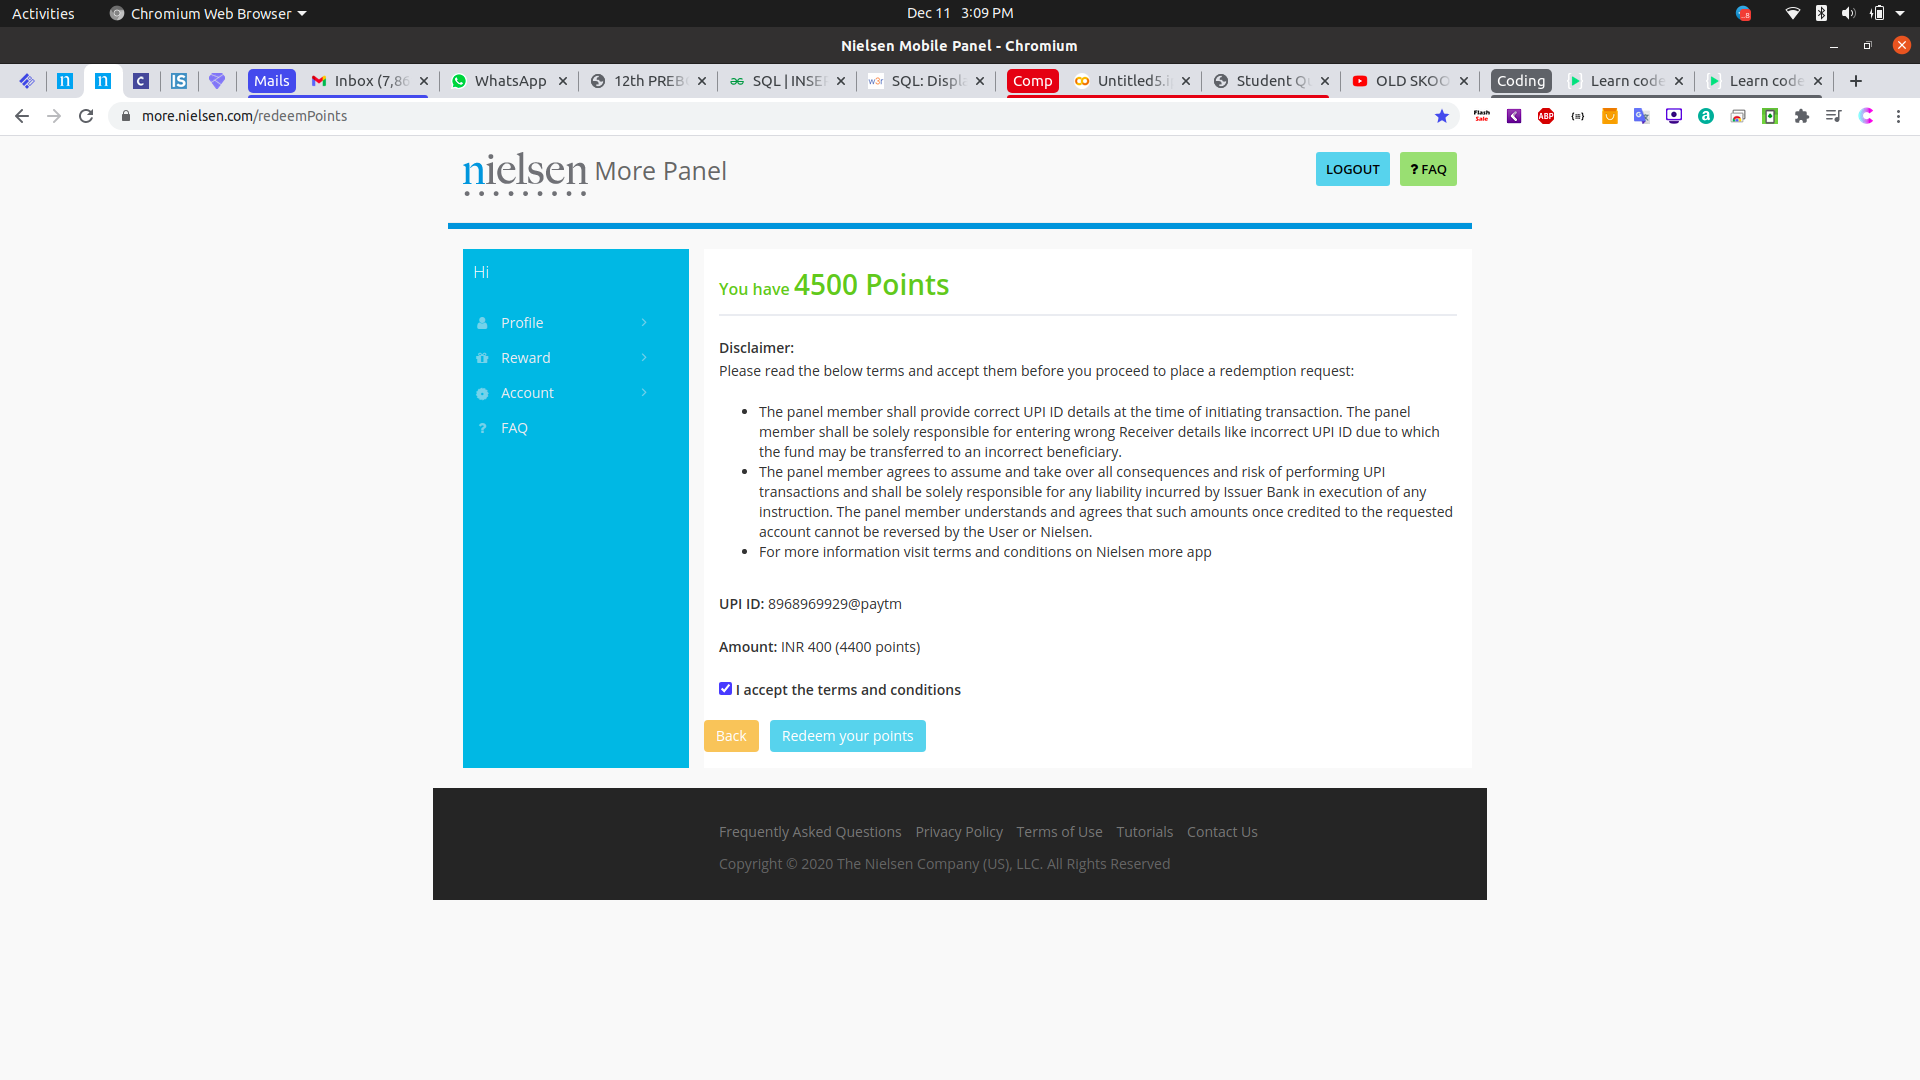 Activities Chromium Web Browser Dec 11 3:09 PM
Nielsen Mobile Panel - Chromium
Mails Inbox (7,86 WhatsApp 12th PREB SQL | INSER SQL: Displa Comp Untitled5.i Student Qu OLD SKOO Coding Learn code Learn code
more.nielsen.com/redeemPoints
nielsen More Panel
LOGOUT ? FAQ
Hi
Profile
Reward
Account
? FAQ
You have 4500 Points
Disclaimer:
Please read the below terms and accept them before you proceed to place a redemption request:
• The panel member shall provide correct UPI ID details at the time of initiating transaction. The panel
member shall be solely responsible for entering wrong Receiver details like incorrect UPI ID due to which
the fund may be transferred to an incorrect beneficiary.
• The panel member agrees to assume and take over all consequences and risk of performing UPI
transactions and shall be solely responsible for any liability incurred by Issuer Bank in execution of any
instruction. The panel member understands and agrees that such amounts once credited to the requested
account cannot be reversed by the User or Nielsen.
• For more information visit terms and conditions on Nielsen more app
UPI ID: 8968969929@paytm
Amount: INR 400 (4400 points)
I accept the terms and conditions
Back Redeem your points
Frequently Asked Questions Privacy Policy Terms of Use Tutorials Contact Us
Copyright © 2020 The Nielsen Company (US), LLC. All Rights Reserved